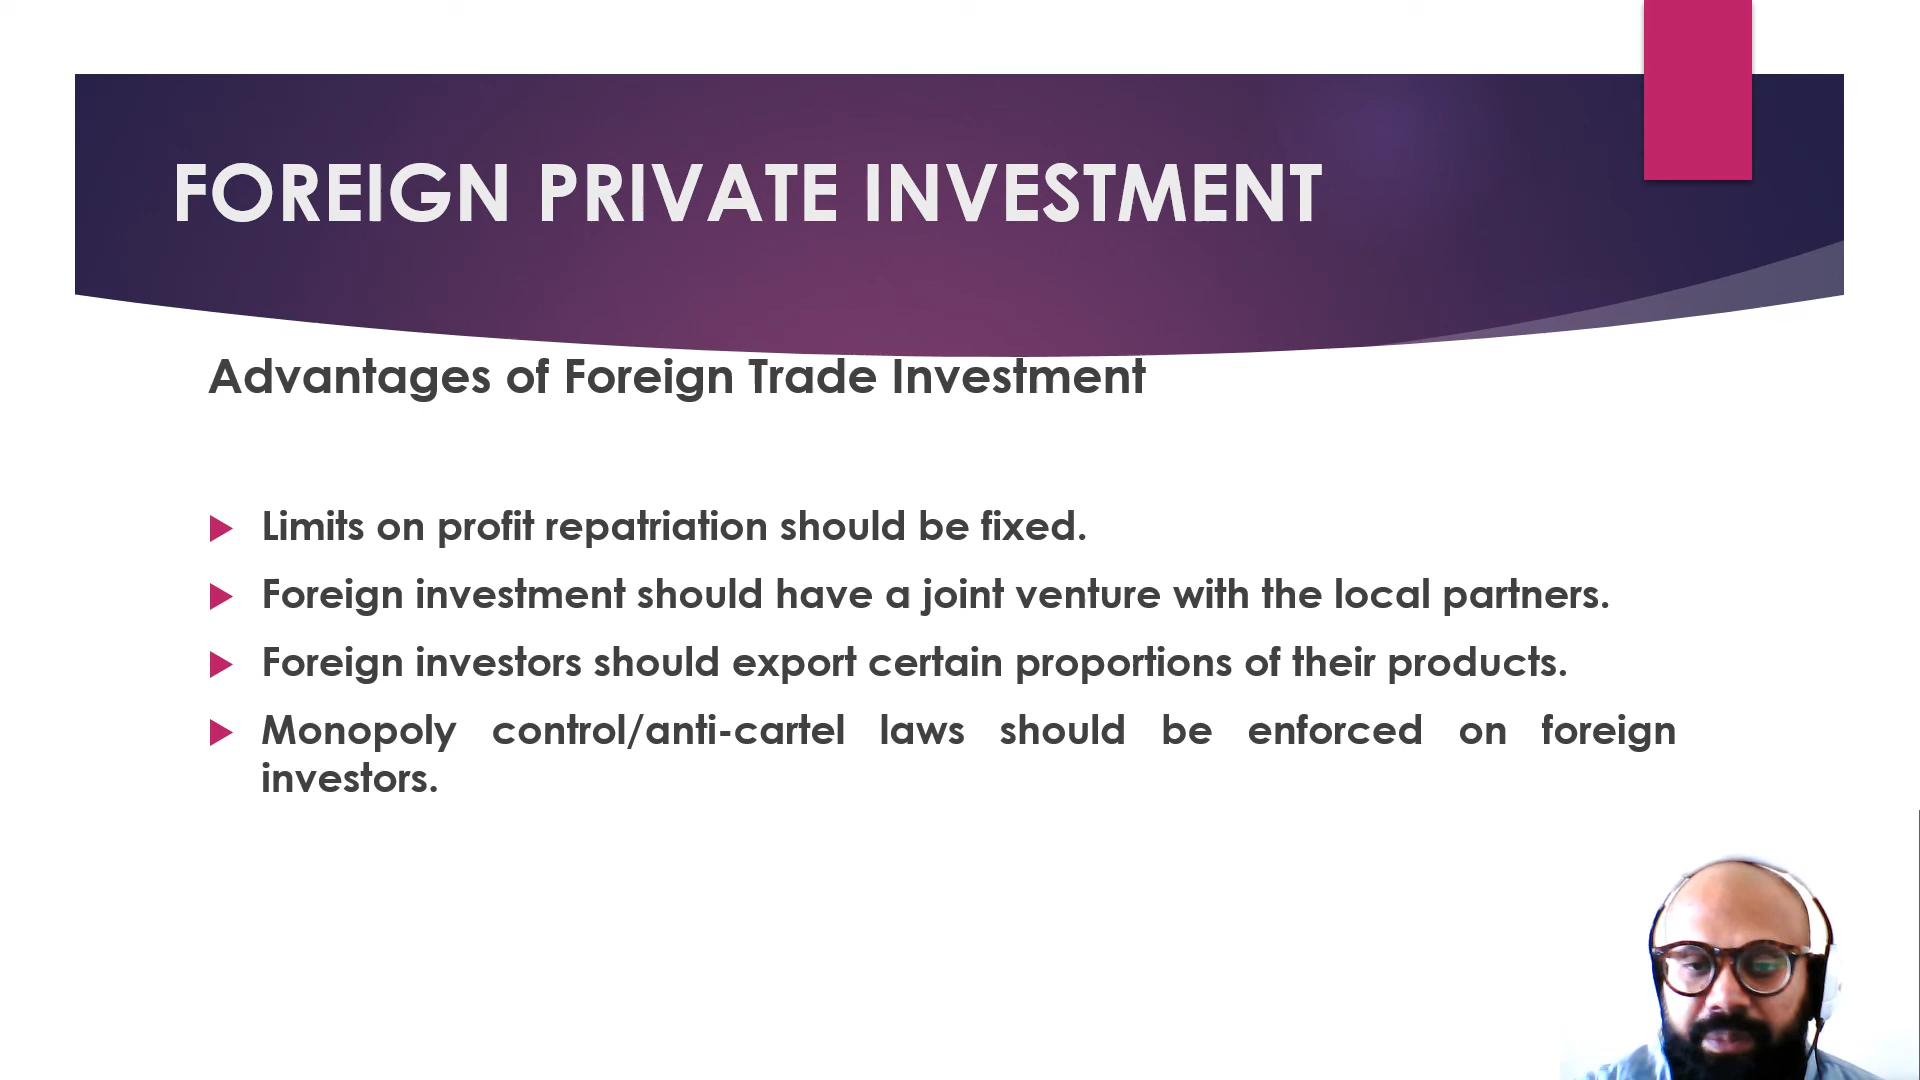 FOREIGN PRIVATE INVESTMENT
Advantages of Foreign Trade Investment
Limits on profit repatriation should be fixed.
Foreign investment should have a joint venture with the local partners.
Foreign investors should export certain proportions of their products.
Monopoly control/anti-cartel laws should be enforced on foreign
investors.